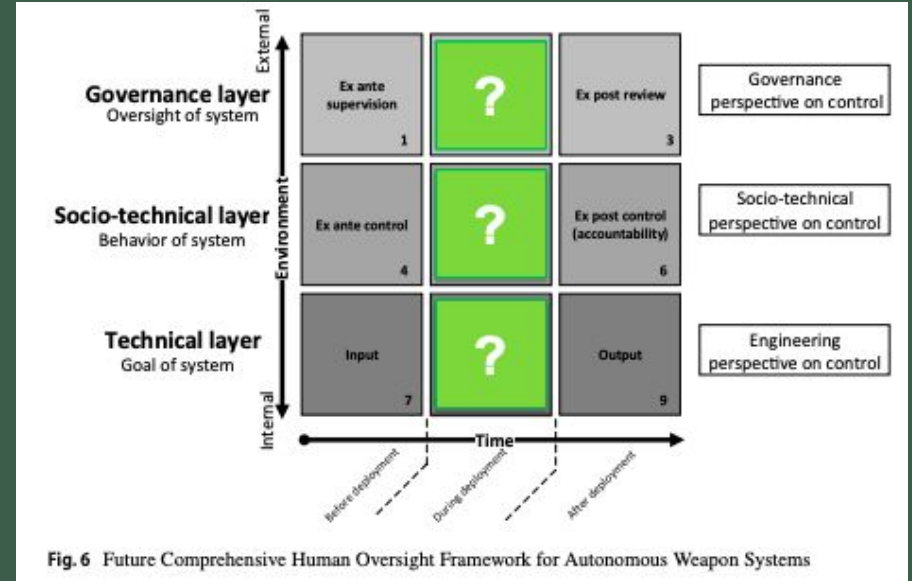 External
Governance layer
Oversight of system
Ex ante
supervision
1
?
Ex post review
3
Governance
perspective on control
Environment
Socio-technical layer
Behavior of system
Ex ante control
4
?
Ex post control
(accountability)
6
Socio-technical
perspective on control
Technical layer
Goal of system
Input
7
?
Output
9
Engineering
perspective on control
Internal
Time
Before deployment
During deployment
After deployment
Fig. 6 Future Comprehensive Human Oversight Framework for Autonomous Weapon Systems